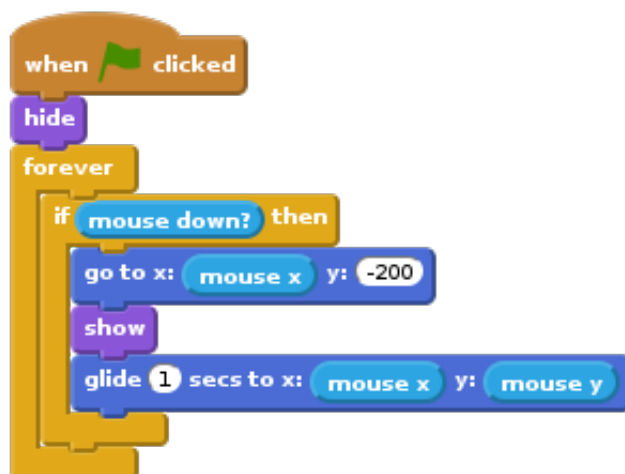 when clicked
hide
forever
if mouse down? then
go to x: mouse x y: -200
show
glide 1 secs to x: mouse x y: mouse y